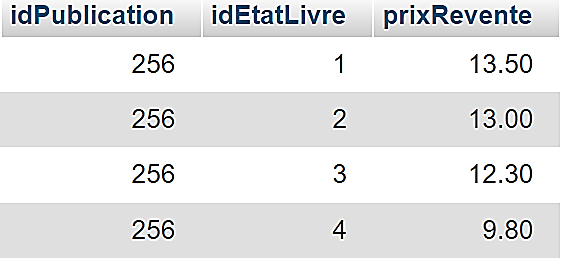 idPublication idEtatLivre prixRevente
256 1 13.50
256 2 13.00
256 3 12.30
256 4 9.80